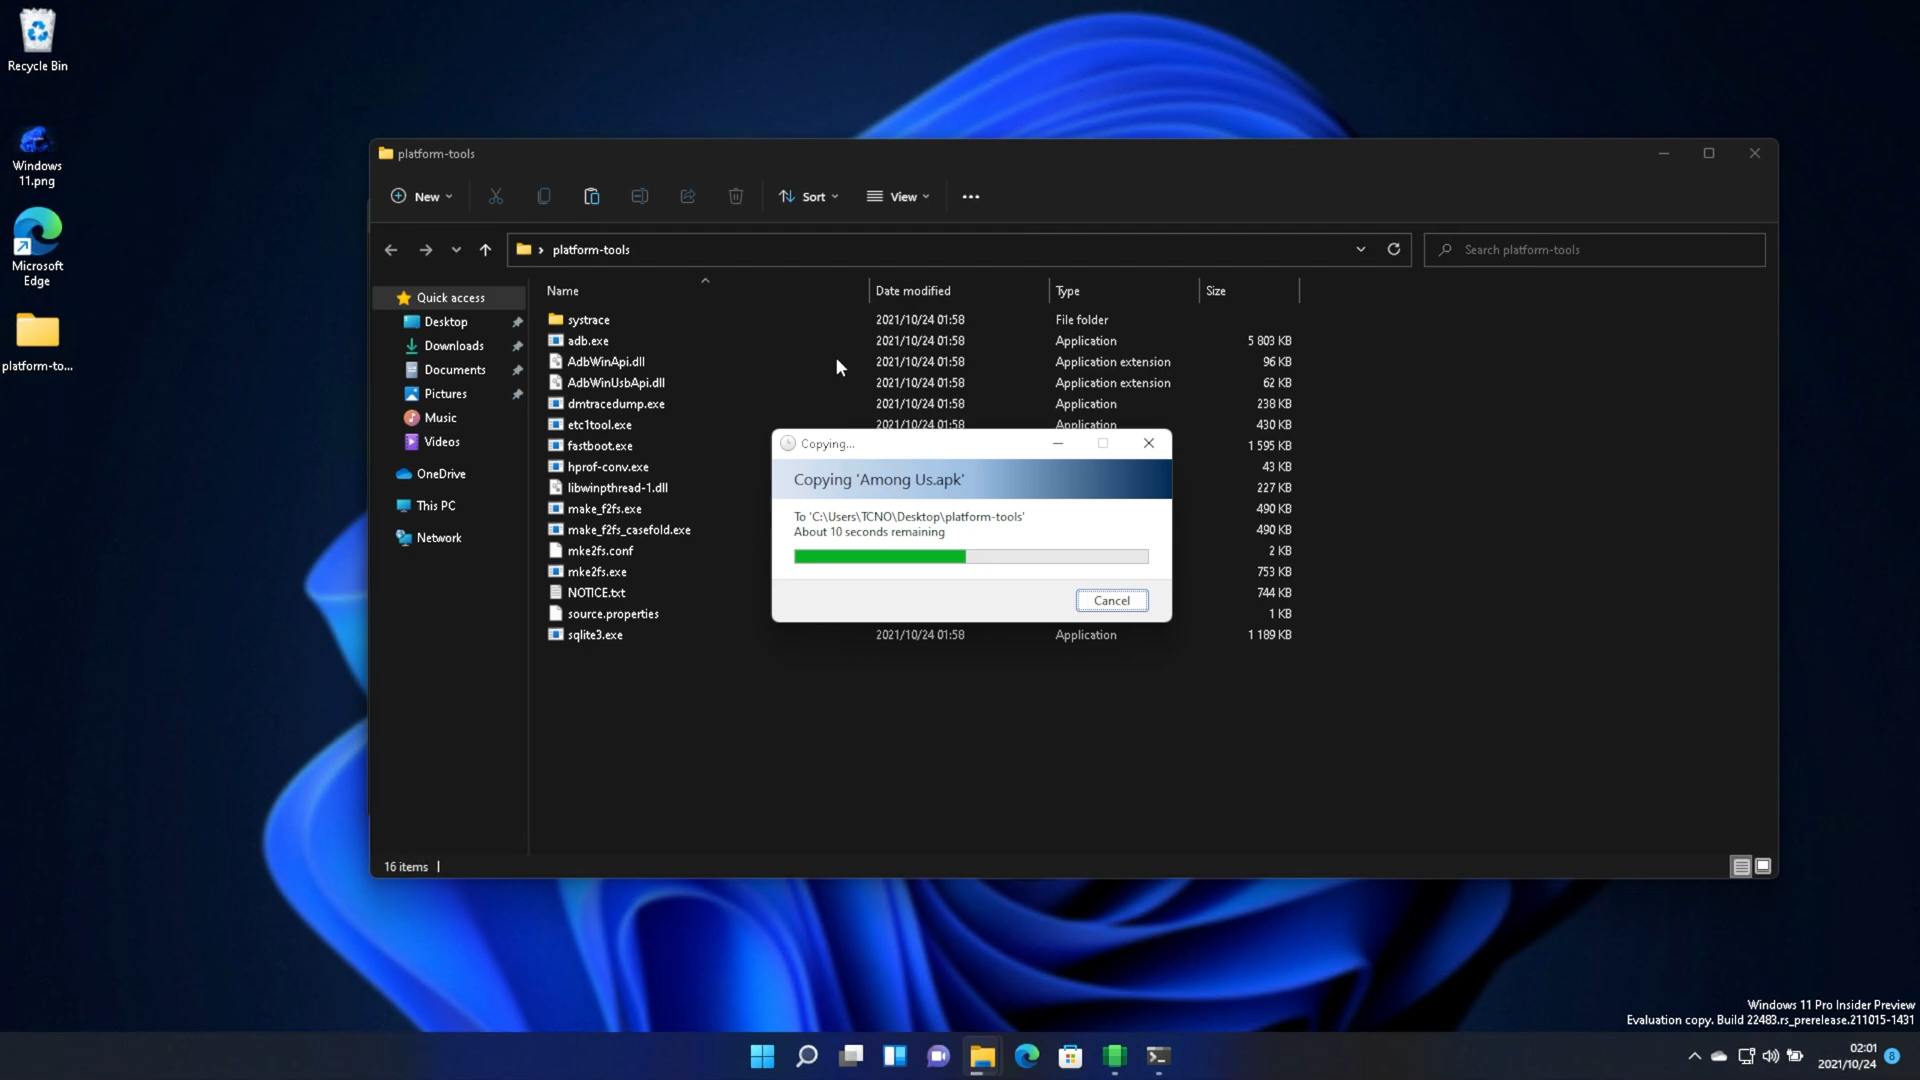 Recycle Bin
Windows
11.png
Microsoft
Edge
platform-to...
platform-tools
New
Sort
View
platform-tools
Search platform-tools
Quick access
Desktop
Downloads
Documents
Pictures
Music
Videos
OneDrive
This PC
Network
Name Date modified Type Size
systrace 2021/10/24 01:58 File folder
adb.exe 2021/10/24 01:58 Application 5 803 KB
AdbWinApi.dll 2021/10/24 01:58 Application extension 96 KB
AdbWinUsbApi.dll 2021/10/24 01:58 Application extension 62 KB
dmtracedump.exe 2021/10/24 01:58 Application 238 KB
etc1tool.exe 2021/10/24 01:58 Application 430 KB
fastboot.exe 1 595 KB
hprof-conv.exe 43 KB
libwinpthread-1.dll 227 KB
make_f2fs.exe 490 KB
make_f2fs_casefold.exe 490 KB
mke2fs.conf 2 KB
mke2fs.exe 753 KB
NOTICE.txt 744 KB
source.properties 1 KB
sqlite3.exe 2021/10/24 01:58 Application 1 189 KB
Copying...
Copying 'Among Us.apk'
To 'C:\Users\TCNO\Desktop\platform-tools'
About 10 seconds remaining
Cancel
16 items
Windows 11 Pro Insider Preview
Evaluation copy. Build 22483.rs_prerelease.211015-1431
02:01
2021/10/24
8